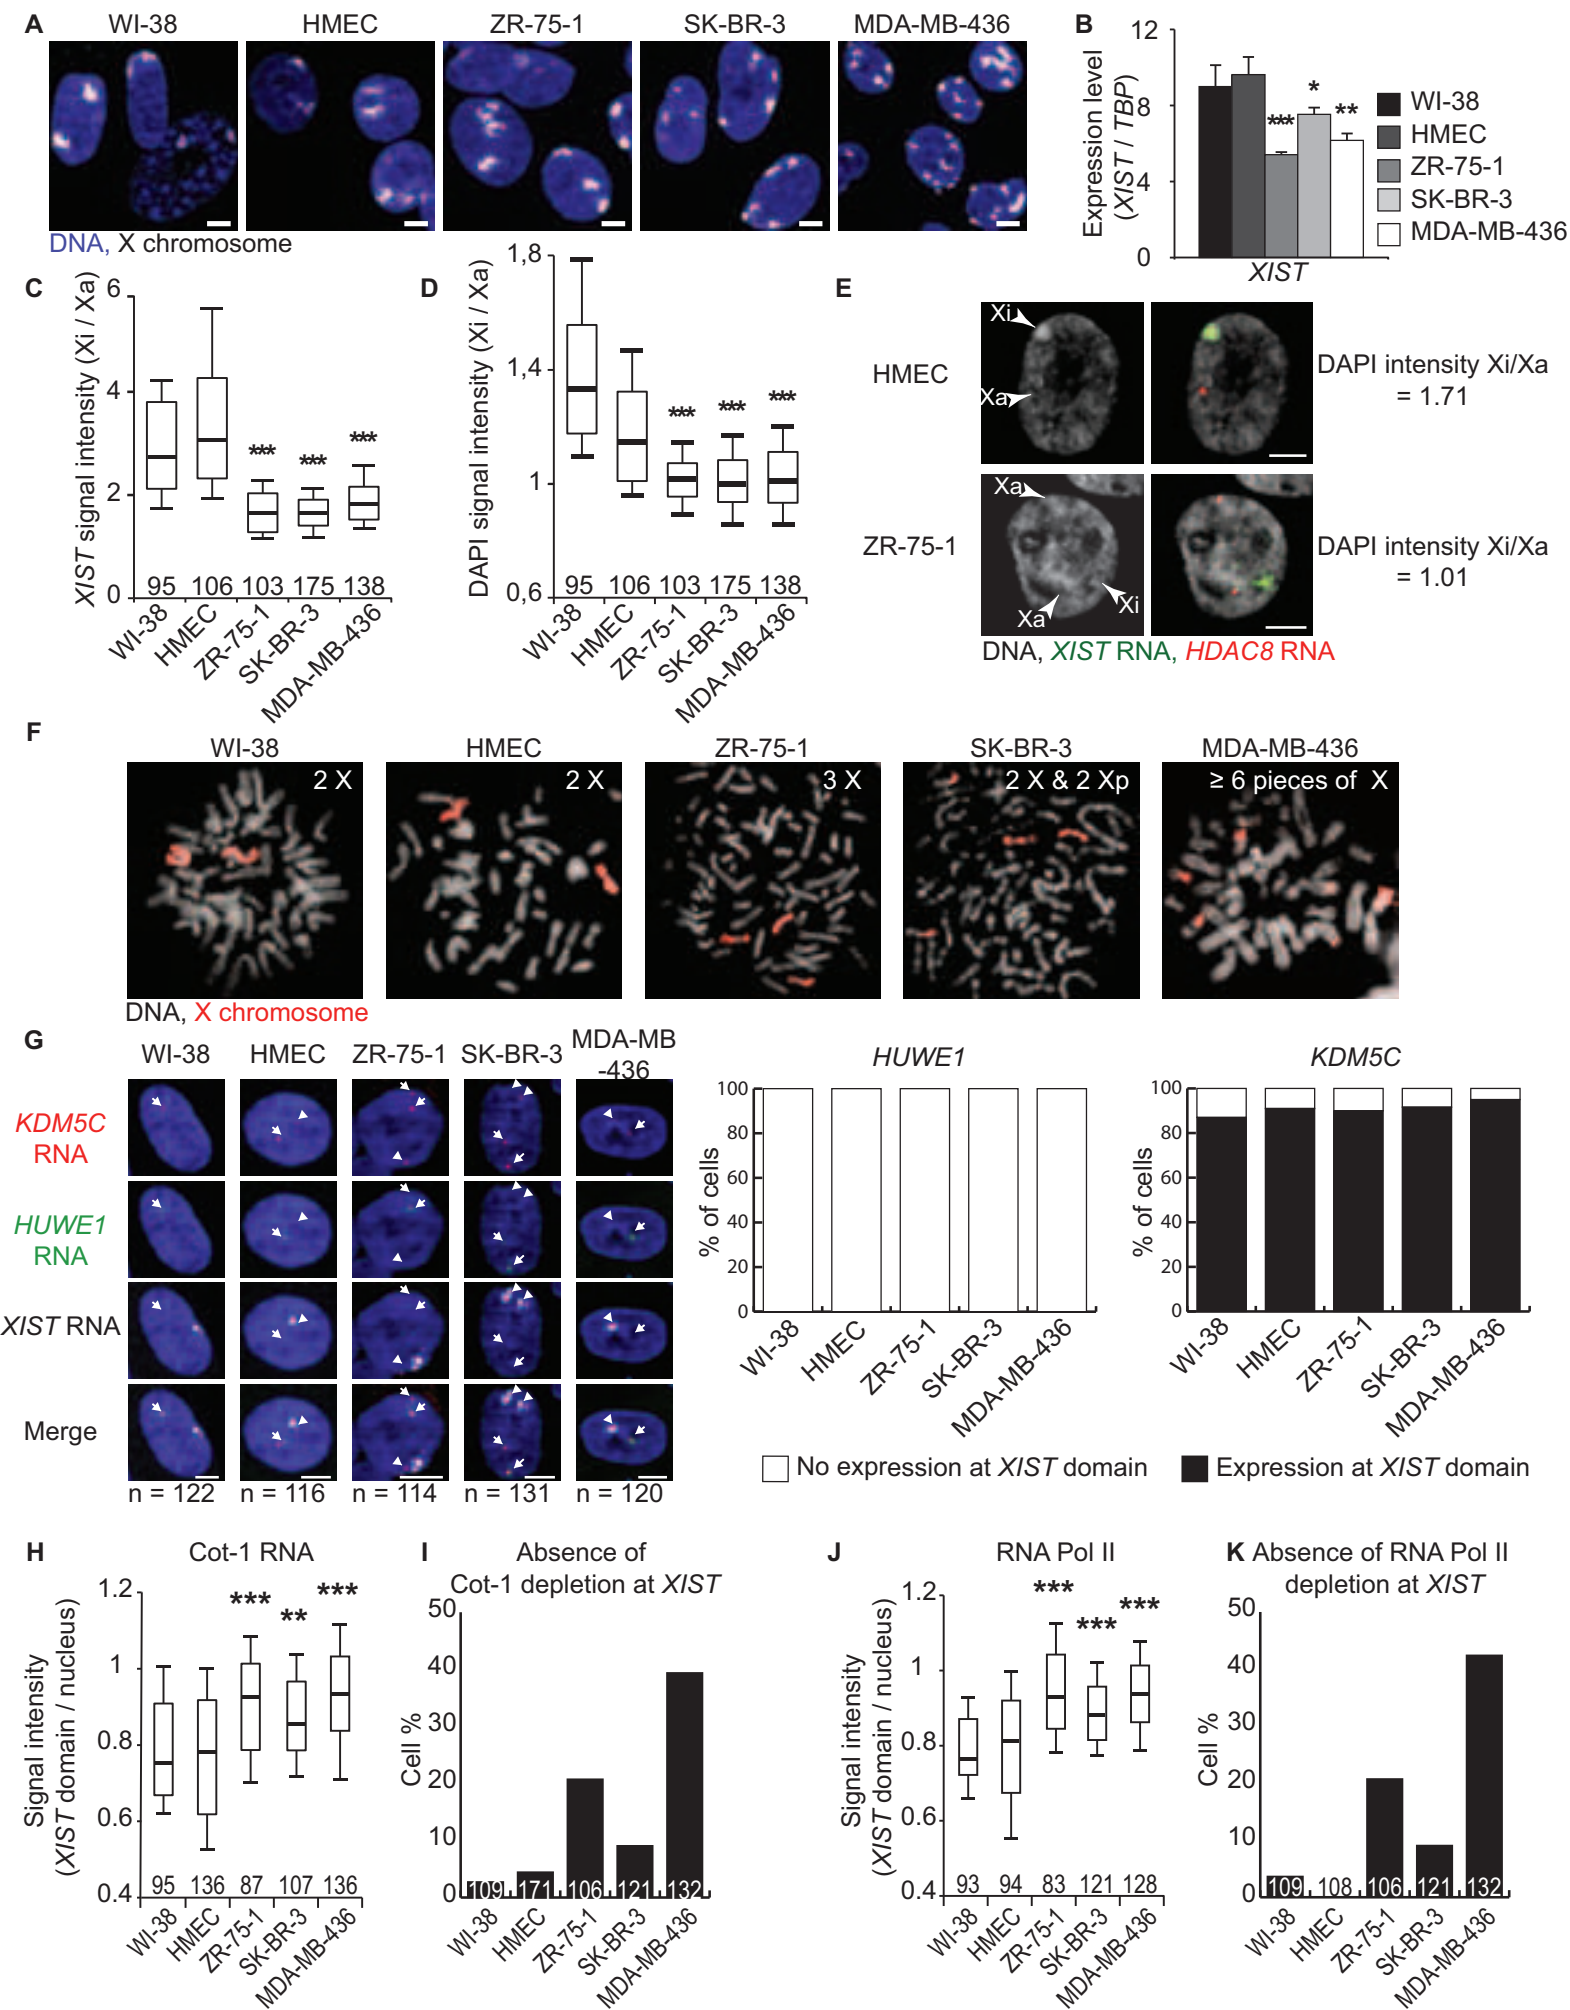 A
WI-38
HMEC
ZR-75-1
SK-BR-3
MDA-MB-436
DNA, X chromosome
B
Expression level
(XIST / TBP)
12
8
4
0
***
*
**
XIST
WI-38
HMEC
ZR-75-1
SK-BR-3
MDA-MB-436
C
XIST signal intensity (Xi / Xa)
6
4
2
0
***
***
***
95 106 103 175 138
WI-38
HMEC
ZR-75-1
SK-BR-3
MDA-MB-436
D
DAPI signal intensity (Xi / Xa)
1,8
1,4
1
0,6
***
***
***
95 106 103 175 138
WI-38
HMEC
ZR-75-1
SK-BR-3
MDA-MB-436
E
HMEC
Xi
Xa
DAPI intensity Xi/Xa
= 1.71
ZR-75-1
Xa
Xa
Xi
DAPI intensity Xi/Xa
= 1.01
DNA, XIST RNA, HDAC8 RNA
F
WI-38
HMEC
ZR-75-1
SK-BR-3
MDA-MB-436
2 X
2 X
3 X
2 X & 2 Xp
≥ 6 pieces of X
DNA, X chromosome
G
WI-38
HMEC
ZR-75-1
SK-BR-3
MDA-MB
-436
KDM5C
RNA
HUWE1
RNA
XIST RNA
Merge
n = 122
n = 116
n = 114
n = 131
n = 120
HUWE1
% of cells
100
80
60
40
20
0
WI-38
HMEC
ZR-75-1
SK-BR-3
MDA-MB-436
KDM5C
% of cells
100
80
60
40
20
0
WI-38
HMEC
ZR-75-1
SK-BR-3
MDA-MB-436
No expression at XIST domain
Expression at XIST domain
H
Cot-1 RNA
Signal intensity
(XIST domain / nucleus)
1.2
1
0.8
0.6
0.4
***
**
***
95 136 87 107 136
WI-38
HMEC
ZR-75-1
SK-BR-3
MDA-MB-436
I
Absence of
Cot-1 depletion at XIST
Cell %
50
40
30
20
10
0
109 171 106 121 132
WI-38
HMEC
ZR-75-1
SK-BR-3
MDA-MB-436
J
RNA Pol II
Signal intensity
(XIST domain / nucleus)
1.2
1
0.8
0.6
0.4
***
***
***
93 94 83 121 128
WI-38
HMEC
ZR-75-1
SK-BR-3
MDA-MB-436
K Absence of RNA Pol II
depletion at XIST
Cell %
50
40
30
20
10
0
109 108 106 121 132
WI-38
HMEC
ZR-75-1
SK-BR-3
MDA-MB-436